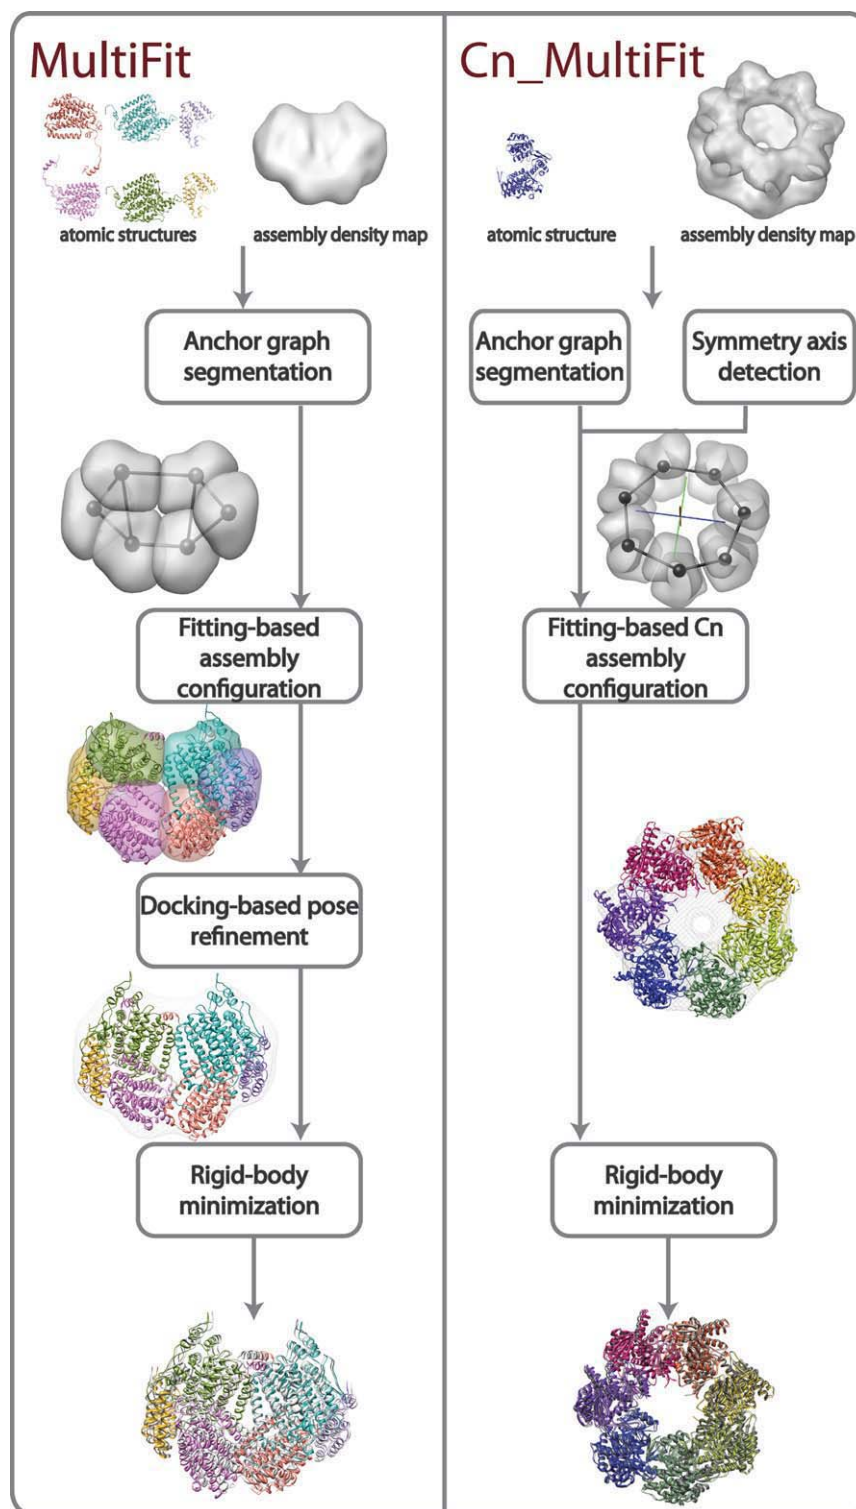 MultiFit
atomic structures
assembly density map
Anchor graph
segmentation
Fitting-based
assembly
configuration
Docking-based pose
refinement
Rigid-body
minimization
Cn_MultiFit
atomic structure
assembly density map
Anchor graph
segmentation
Symmetry axis
detection
Fitting-based Cn
assembly
configuration
Rigid-body
minimization